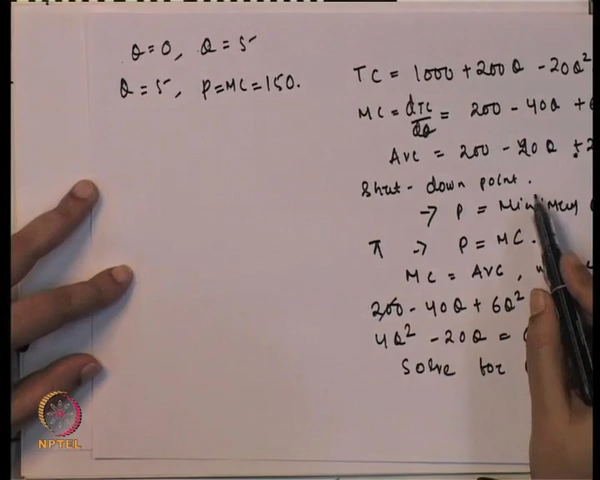 Q = 0, Q = 5
Q = 5, P = MC = 150.
TC = 1000 + 200Q - 20Q²
MC = dTC/dQ = 200 - 40Q + 6
AVC = 200 - 20Q + 2
Shut-down point.
→ P = Minimum
π → P = MC.
MC = AVC,
200 - 40Q + 6Q²
4Q² - 20Q =
Solve for
NPTEL